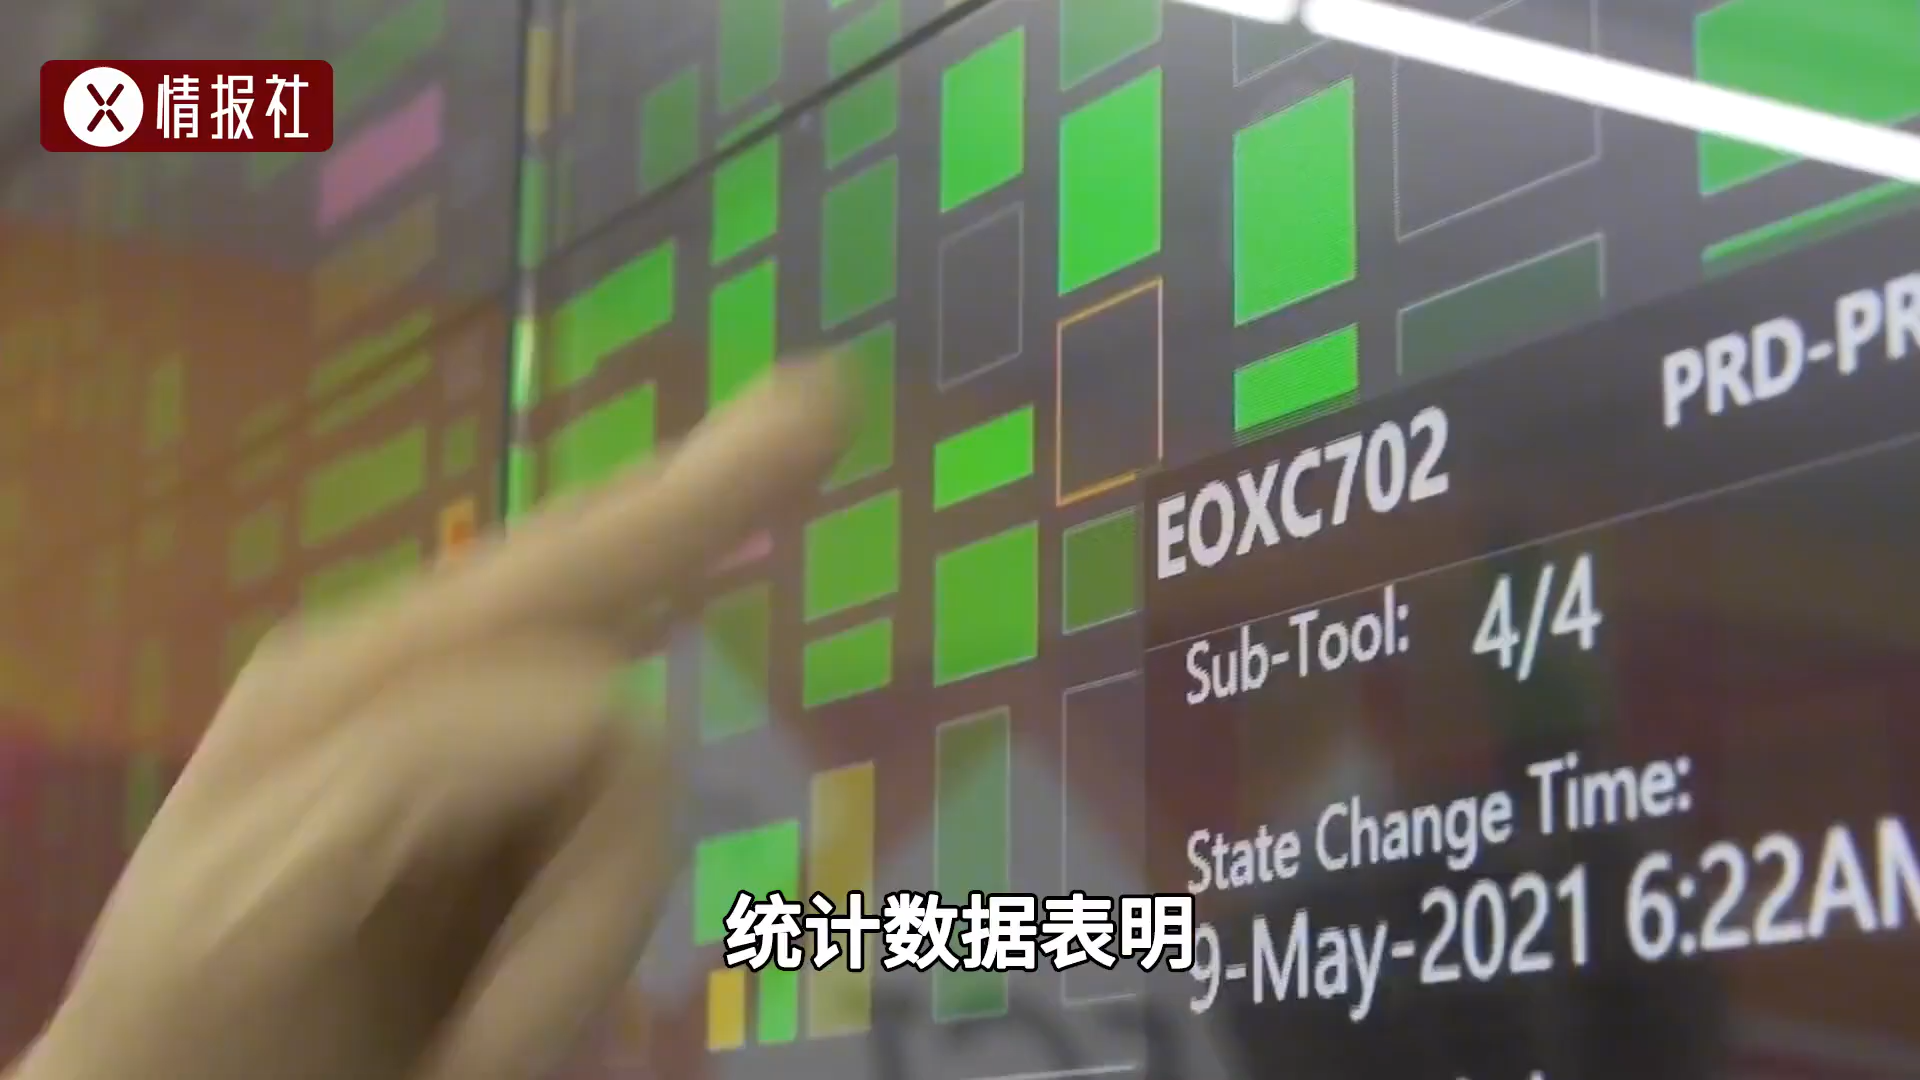 X情报社
PRD-PR
EOXC702
Sub-Tool: 4/4
State Change Time:
9-May-2021 6:22AM
统计数据表明